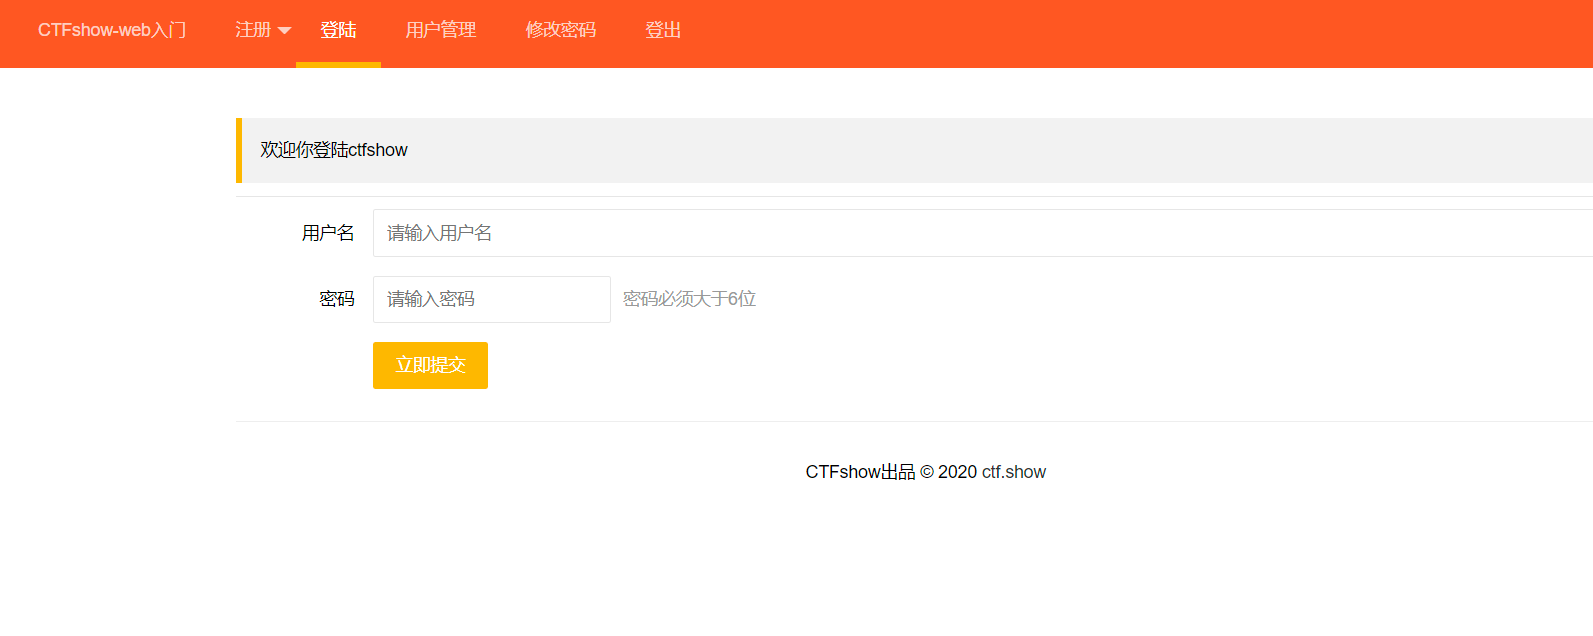 CTFshow-web入门 注册 登陆 用户管理 修改密码 登出
欢迎你登陆ctfshow
用户名 请输入用户名
密码 请输入密码 密码必须大于6位
立即提交
CTFshow出品 © 2020 ctf.show